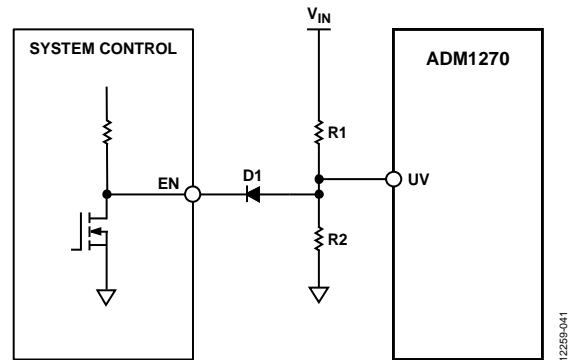 SYSTEM CONTROL
VIN
ADM1270
R1
EN
D1
UV
R2
12259-041